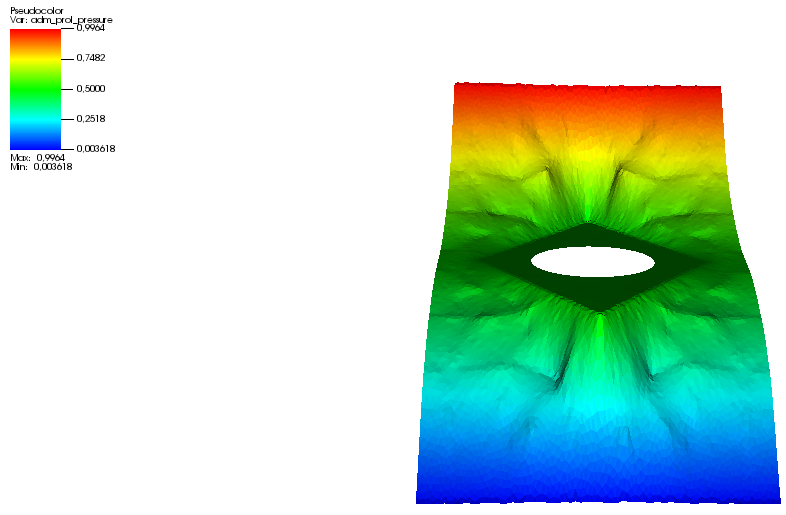 Pseudocolor
Var: adm_prol_pressure
0,9964
0,7482
0,5000
0,2518
0,003618
Max: 0,9964
Min: 0,003618